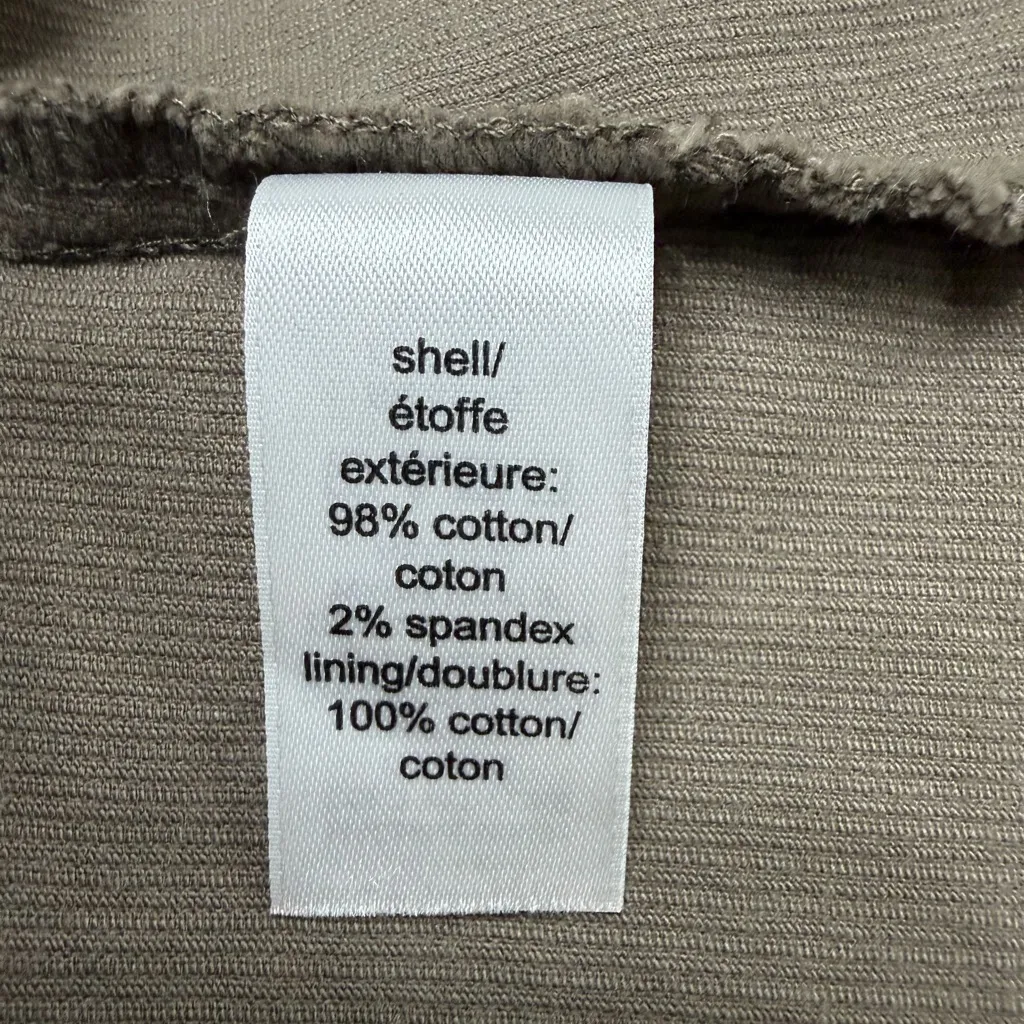 shell/
étoffe
extérieure:
98% cotton/
coton
2% spandex
lining/doublure:
100% cotton/
coton